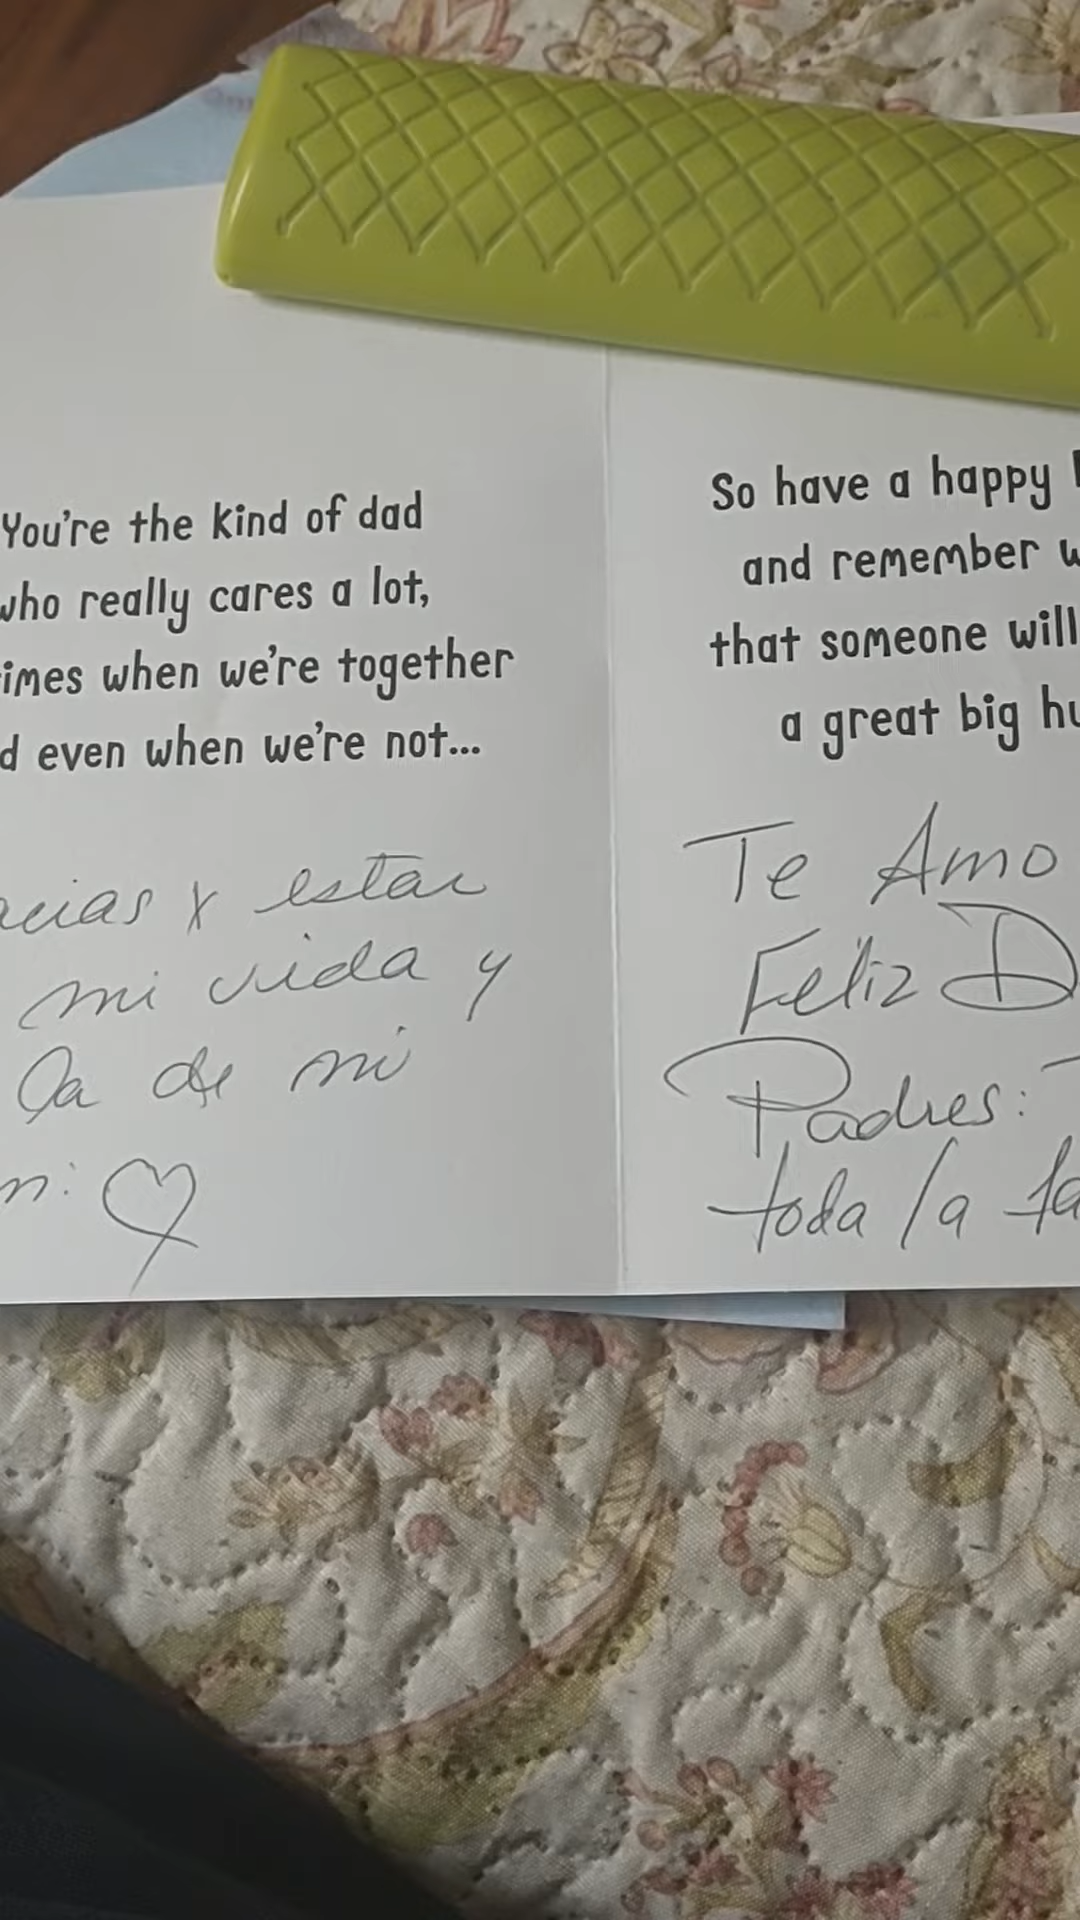 You're the kind of dad
who really cares a lot,
when we're together
even when we're not...
x estar
mi vida y
la de mi
So have a happy
and remember
that someone will
a great big
Te Amo
Feliz
Padres:
toda la